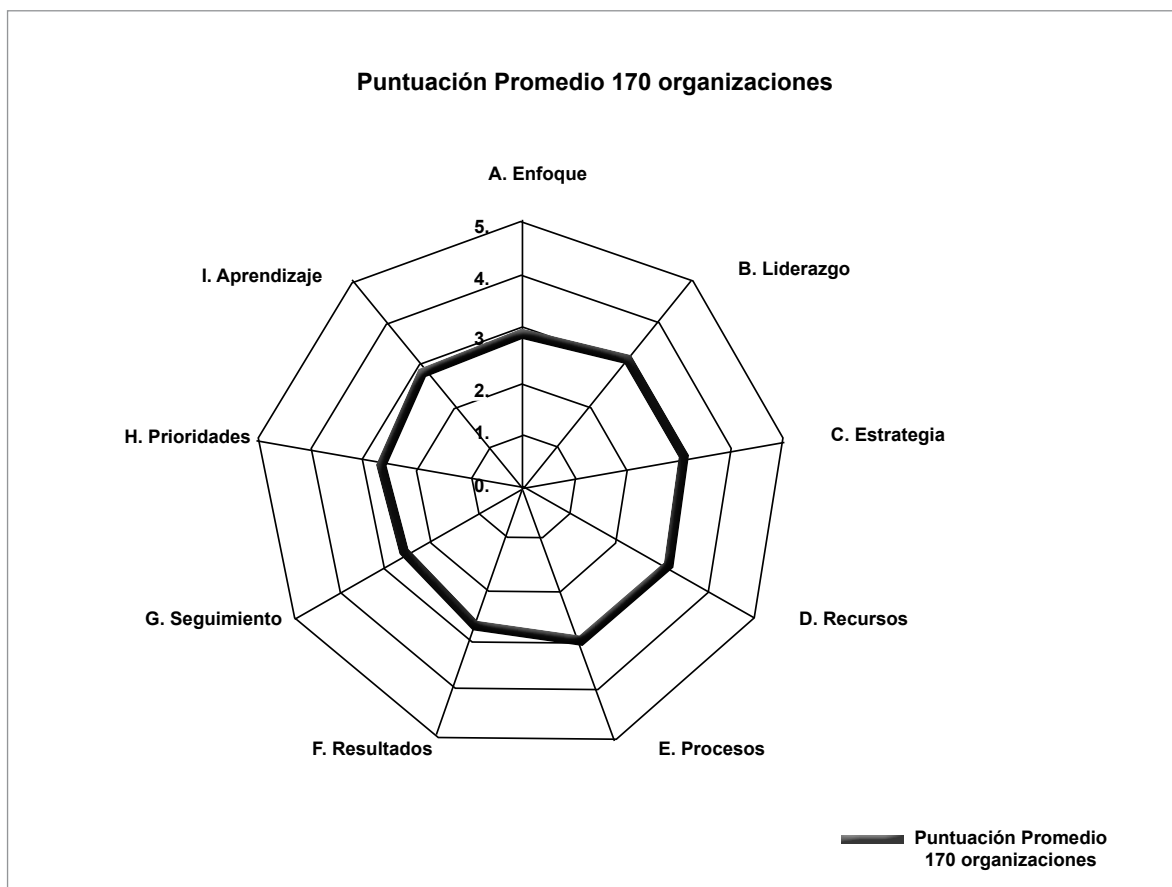 Puntuación Promedio 170 organizaciones
A. Enfoque
5.
B. Liderazgo
I. Aprendizaje
4.
3.
2.
H. Prioridades
1.
C. Estrategia
0.
G. Seguimiento
D. Recursos
F. Resultados
E. Procesos
Puntuación Promedio
170 organizaciones